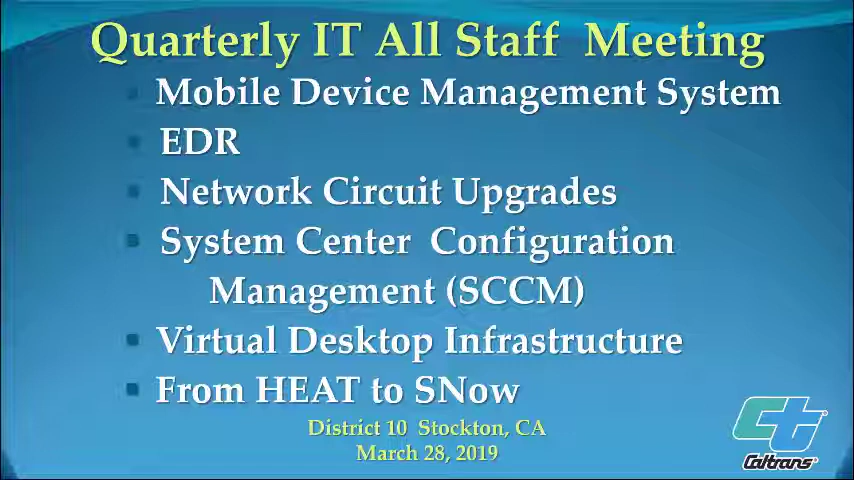 Quarterly IT All Staff Meeting
Mobile Device Management System
EDR
Network Circuit Upgrades
System Center Configuration
Management (SCCM)
Virtual Desktop Infrastructure
From HEAT to SNow
District 10 Stockton, CA
March 28, 2019
ct
Caltrans